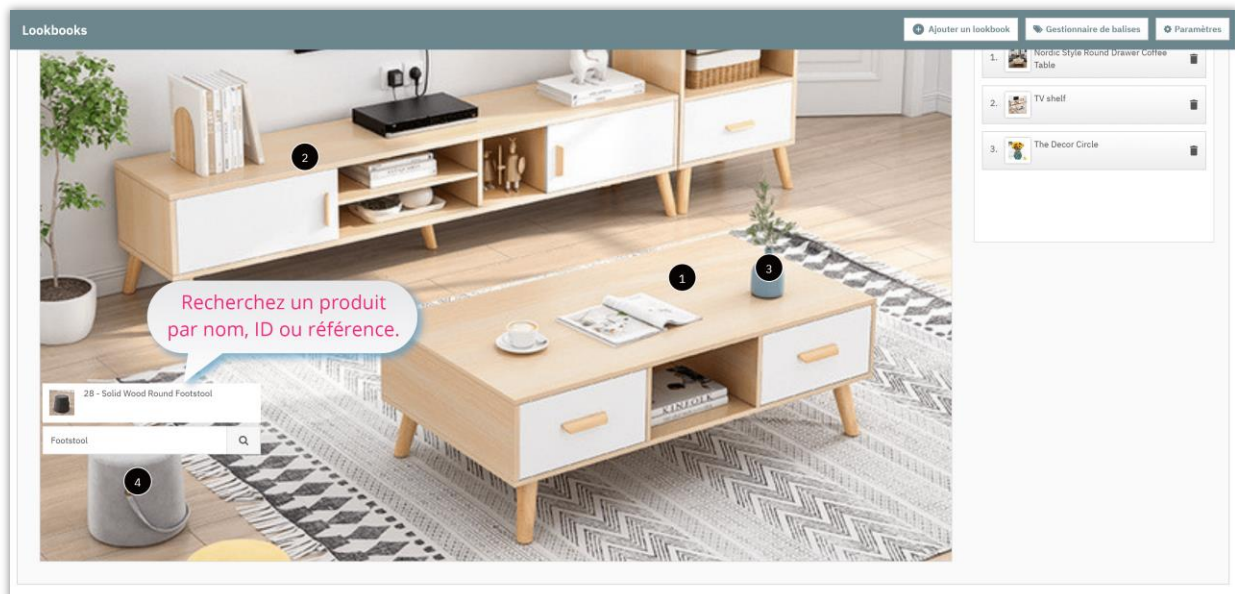 Lookbooks
Ajouter un lookbook
Gestionnaire de balises
Paramètres
1. Nordic Style Round Drawer Coffee
Table
2. TV shelf
3. The Decor Circle
2
1
3
Recherchez un produit
par nom, ID ou référence.
28 - Solid Wood Round Footstool
Footstool
4
KINFOLK